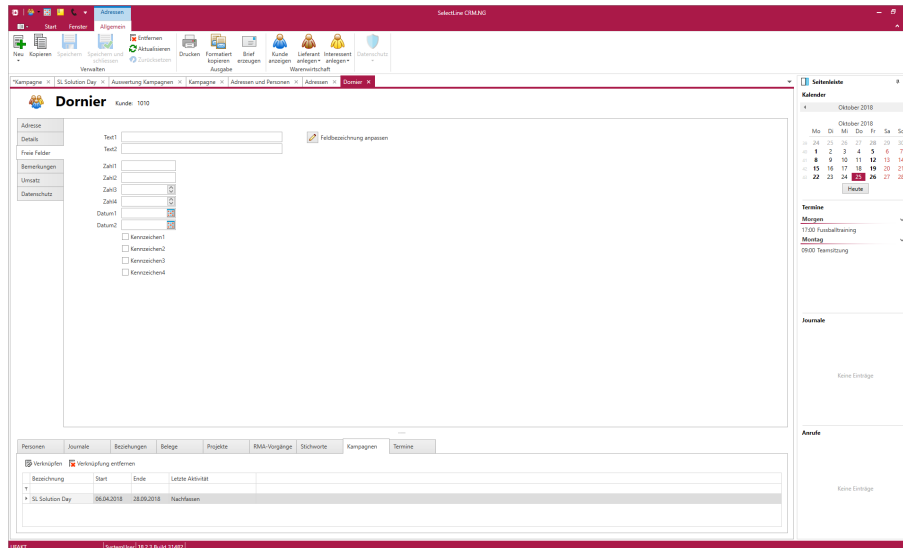 Adressen
SelectLine CRM.NG
Start Fenster Allgemein
Neu Kopieren Speichern Speichern und schliessen
Entfernen
Aktualisieren
Zurücksetzen
Drucken Formatiert kopieren Brief erzeugen
Kunde anzeigen Lieferant anlegen Interessent anlegen Datenschutz
Verwalten Ausgabe Warenwirtschaft
*Kampagne × SL Solution Day × Auswertung Kampagnen × Kampagne × Adressen und Personen × Adressen × Dornier ×
Dornier Kunde: 1010
Adresse
Details
Freie Felder
Bemerkungen
Umsatz
Datenschutz
Text1
Feldbezeichnung anpassen
Text2
Zahl1
Zahl2
Zahl3
Zahl4
Datum1
Datum2
Kennzeichen1
Kennzeichen2
Kennzeichen3
Kennzeichen4
Personen Journale Beziehungen Belege Projekte RMA-Vorgänge Stichworte Kampagnen Termine
Verknüpfen Verknüpfung entfernen
Bezeichnung Start Ende Letzte Aktivität
SL Solution Day 06.04.2018 28.09.2018 Nachfassen
Seitenleiste
Kalender
Oktober 2018
Oktober 2018
Mo Di Mi Do Fr Sa So
24 25 26 27 28 29 30
1 2 3 4 5 6 7
8 9 10 11 12 13 14
15 16 17 18 19 20 21
22 23 24 25 26 27 28
Heute
Termine
Morgen
17:00 Fussballtraining
Montag
09:00 Teamsitzung
Journale
Keine Einträge
Anrufe
Keine Einträge